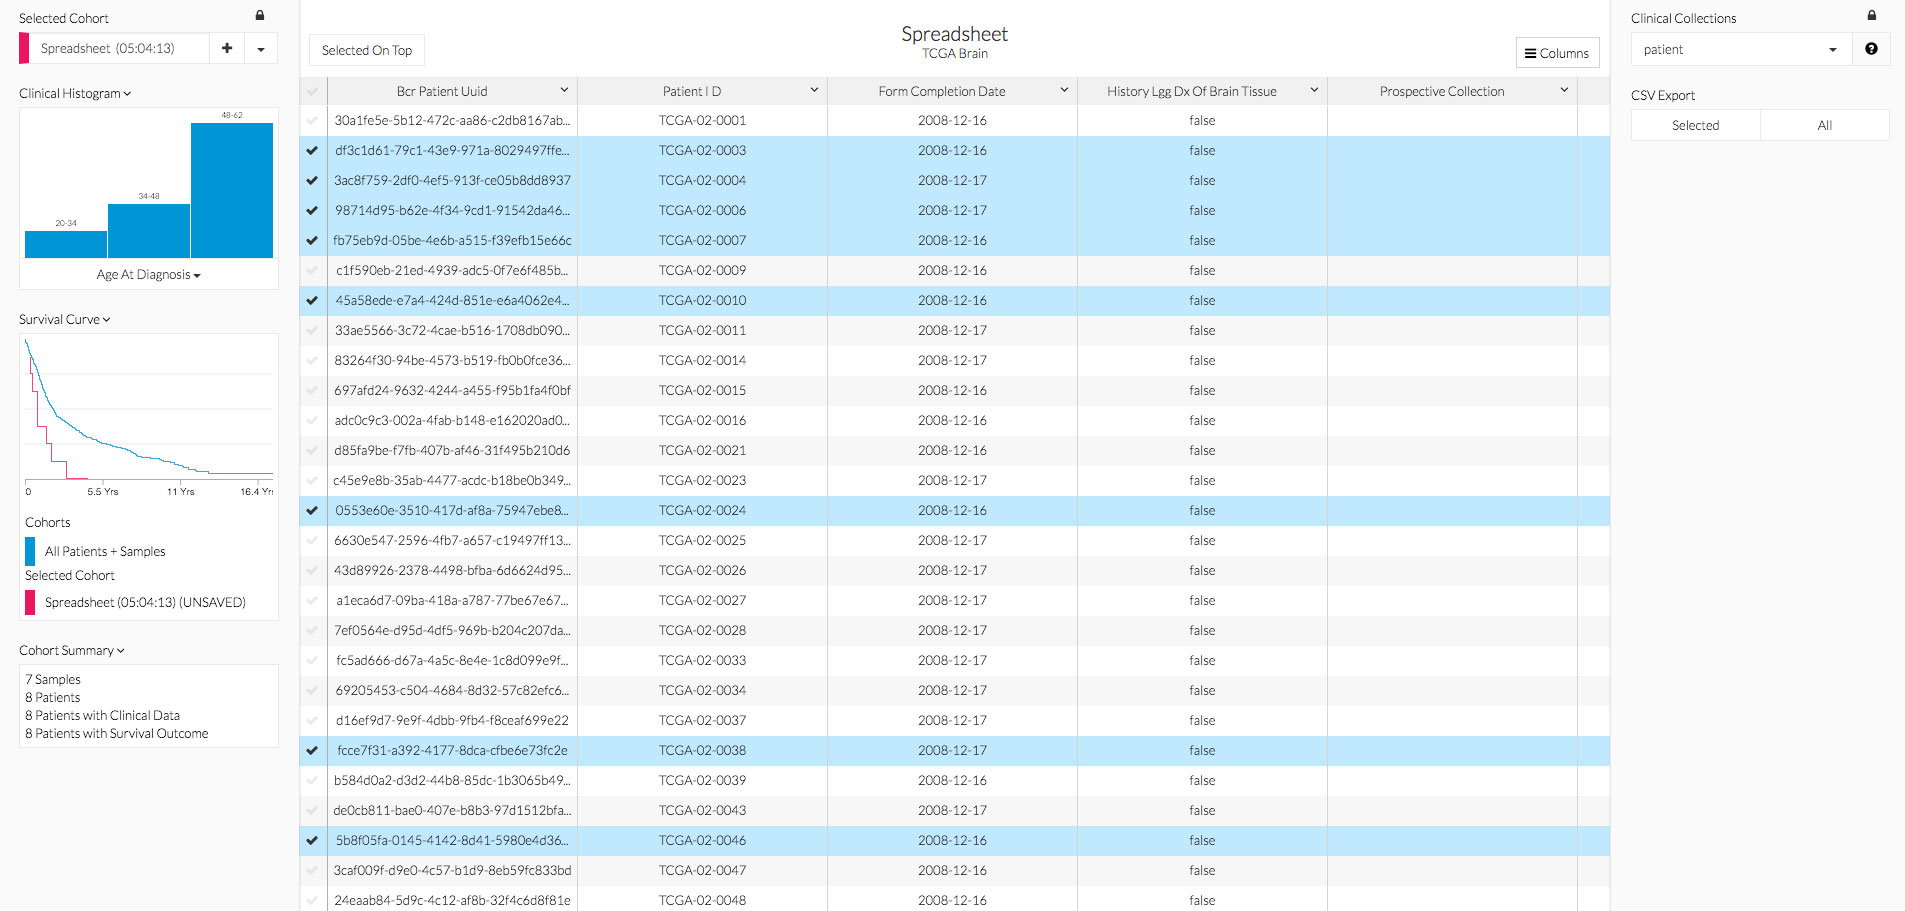 Selected Cohort
Spreadsheet (05:04:13)
Clinical Histogram
48-62
34-48
20-34
Age At Diagnosis
Survival Curve
0 5.5 Yrs 11 Yrs 16.4 Yrs
Cohorts
All Patients + Samples
Selected Cohort
Spreadsheet (05:04:13) (UNSAVED)
Cohort Summary
7 Samples
8 Patients
8 Patients with Clinical Data
8 Patients with Survival Outcome
Selected On Top
Spreadsheet
TCGA Brain
Columns
Bcr Patient Uuid Patient I D Form Completion Date History Lgg Dx Of Brain Tissue Prospective Collection
30a1fe5e-5b12-472c-aa86-c2db8167ab... TCGA-02-0001 2008-12-16 false
df3c1d61-79c1-43e9-971a-8029497ffe... TCGA-02-0003 2008-12-16 false
3ac8f759-2df0-4ef5-913f-ce05b8dd8937 TCGA-02-0004 2008-12-17 false
98714d95-b62e-4f34-9cd1-91542da46... TCGA-02-0006 2008-12-17 false
fb75eb9d-05be-4e6b-a515-f39efb15e66c TCGA-02-0007 2008-12-16 false
c1f590eb-21ed-4939-adc5-0f7e6f485b... TCGA-02-0009 2008-12-16 false
45a58ede-e7a4-424d-851e-e6a4062e4... TCGA-02-0010 2008-12-16 false
33ae5566-3c72-4cae-b516-1708db090... TCGA-02-0011 2008-12-17 false
83264f30-94be-4573-b519-fb0b0fce36... TCGA-02-0014 2008-12-17 false
697afd24-9632-4244-a455-f95b1fa4f0bf TCGA-02-0015 2008-12-16 false
adc0c9c3-002a-4fab-b148-e162020ad0... TCGA-02-0016 2008-12-16 false
d85fa9be-f7fb-407b-af46-31f495b210d6 TCGA-02-0021 2008-12-16 false
c45e9e8b-35ab-4477-acdc-b18be0b349... TCGA-02-0023 2008-12-16 false
0553e60e-3510-417d-af8a-75947ebe8... TCGA-02-0024 2008-12-16 false
6630e547-2596-4fb7-a657-c19497ff13... TCGA-02-0025 2008-12-17 false
43d89926-2378-4498-bfba-6d6624d95... TCGA-02-0026 2008-12-17 false
a1eca6d7-09ba-418a-a787-77be67e67... TCGA-02-0027 2008-12-17 false
7ef0564e-d95d-4df5-969b-b204c207da... TCGA-02-0028 2008-12-17 false
fc5ad666-d67a-4a5c-8e4e-1c8d099e9f... TCGA-02-0033 2008-12-17 false
69205453-c504-4684-8d32-57c82efc6... TCGA-02-0034 2008-12-17 false
d16ef9d7-9e9f-4dbb-9fb4-f8ceaf699e22 TCGA-02-0037 2008-12-17 false
fcce7f31-a392-4177-8dca-cfbe6e73fc2e TCGA-02-0038 2008-12-17 false
b584d0a2-d3d2-44b8-85dc-1b3065b49... TCGA-02-0039 2008-12-16 false
de0cb811-bae0-407e-b8b3-97d1512bfa... TCGA-02-0043 2008-12-17 false
5b8f05fa-0145-4142-8d41-5980e4d36... TCGA-02-0046 2008-12-16 false
3caf009f-d9e0-4c57-b1d9-8eb59fc833bd TCGA-02-0047 2008-12-16 false
24eaab84-5d9c-4c12-af8b-32f4c6d8f81e TCGA-02-0048 2008-12-16 false
Clinical Collections
patient
CSV Export
Selected All